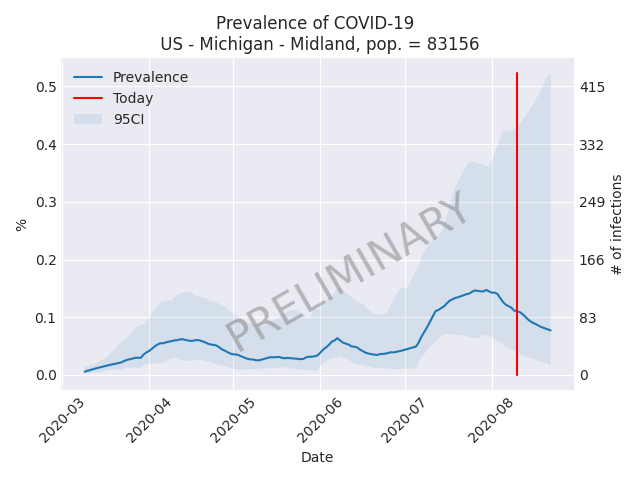 Prevalence of COVID-19
US - Michigan - Midland, pop. = 83156
Prevalence
Today
95CI
0.5
0.4
0.3
0.2
0.1
0.0
%
415
332
249
166
83
0
# of infections
PRELIMINARY
2020-03
2020-04
2020-05
2020-06
2020-07
2020-08
Date